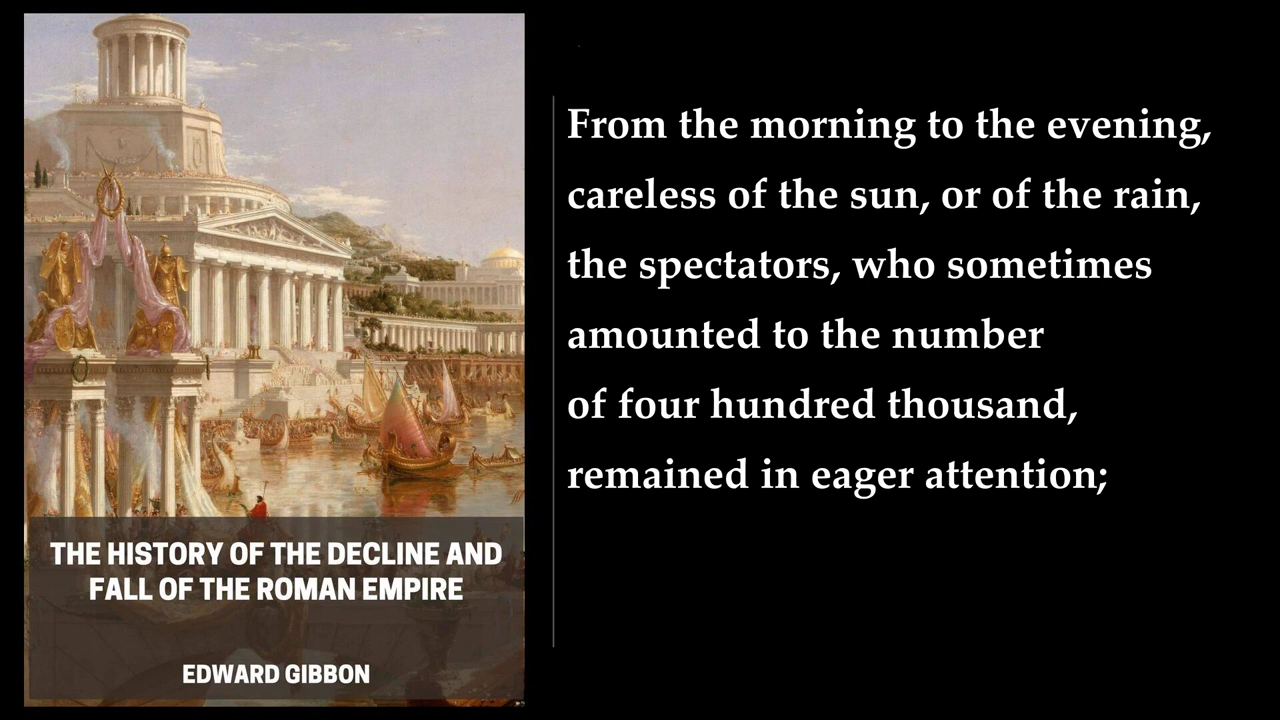 THE HISTORY OF THE DECLINE AND
FALL OF THE ROMAN EMPIRE
EDWARD GIBBON
From the morning to the evening,
careless of the sun, or of the rain,
the spectators, who sometimes
amounted to the number
of four hundred thousand,
remained in eager attention;